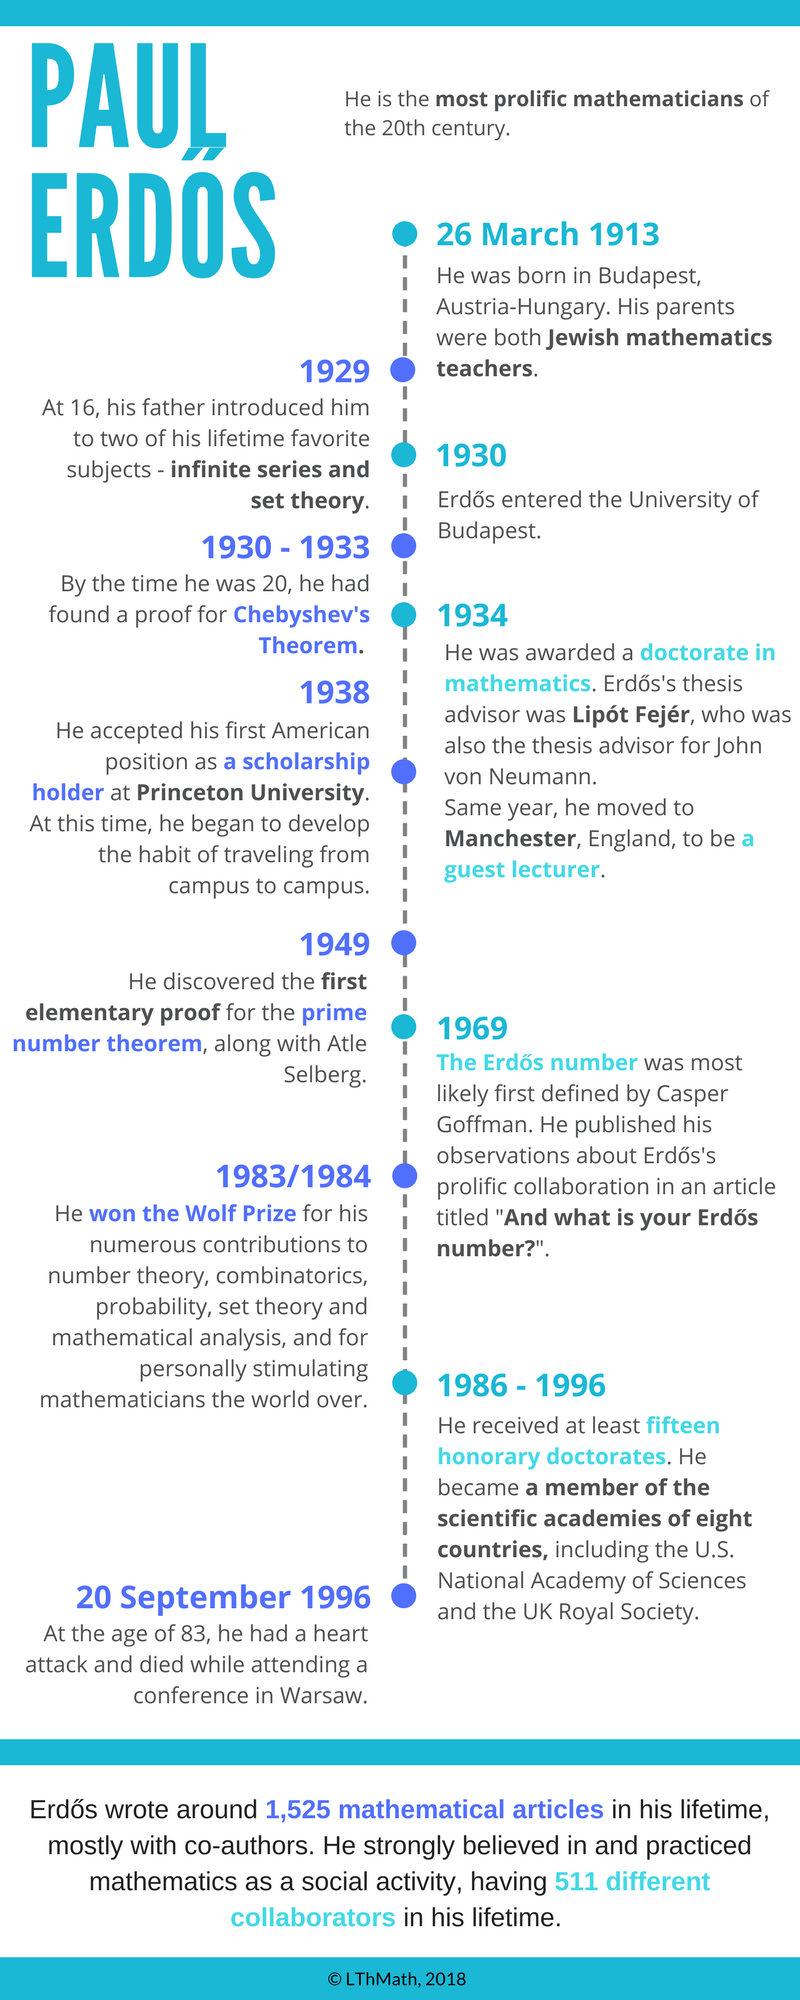 PAUL
ERDŐS
He is the most prolific mathematicians of
the 20th century.
26 March 1913
He was born in Budapest,
Austria-Hungary. His parents
were both Jewish mathematics
teachers.
1929
At 16, his father introduced him
to two of his lifetime favorite
subjects - infinite series and
set theory.
1930
Erdős entered the University of
Budapest.
1930 - 1933
By the time he was 20, he had
found a proof for Chebyshev's
Theorem.
1934
He was awarded a doctorate in
mathematics. Erdős's thesis
advisor was Lipót Fejér, who was
also the thesis advisor for John
von Neumann.
Same year, he moved to
Manchester, England, to be a
guest lecturer.
1938
He accepted his first American
position as a scholarship
holder at Princeton University.
At this time, he began to develop
the habit of traveling from
campus to campus.
1949
He discovered the first
elementary proof for the prime
number theorem, along with Atle
Selberg.
1969
The Erdős number was most
likely first defined by Casper
Goffman. He published his
observations about Erdős's
prolific collaboration in an article
titled "And what is your Erdős
number?".
1983/1984
He won the Wolf Prize for his
numerous contributions to
number theory, combinatorics,
probability, set theory and
mathematical analysis, and for
personally stimulating
mathematicians the world over.
1986 - 1996
He received at least fifteen
honorary doctorates. He
became a member of the
scientific academies of eight
countries, including the U.S.
National Academy of Sciences
and the UK Royal Society.
20 September 1996
At the age of 83, he had a heart
attack and died while attending a
conference in Warsaw.
Erdős wrote around 1,525 mathematical articles in his lifetime,
mostly with co-authors. He strongly believed in and practiced
mathematics as a social activity, having 511 different
collaborators in his lifetime.
© LThMath, 2018